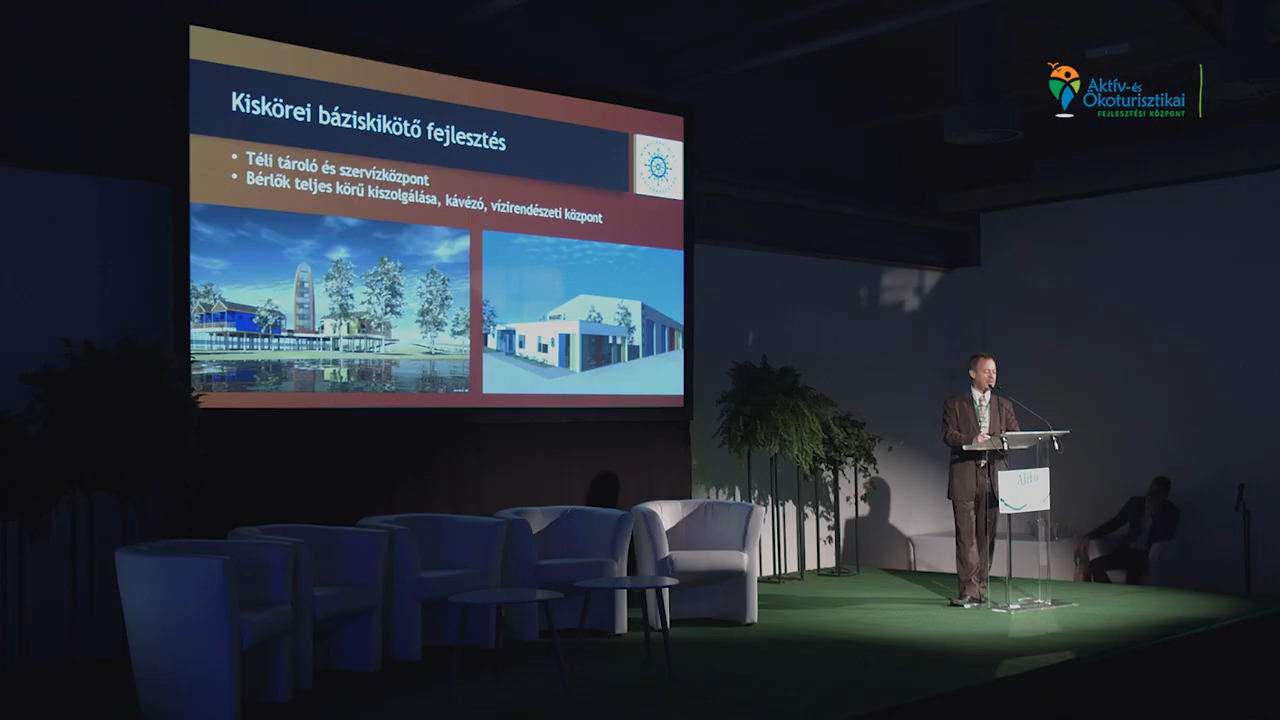 Kiskörei báziskikötő fejlesztés
• Téli tároló és szervízközpont
• Bérlők teljes körű kiszolgálása, kávézó, vízirendészeti központ
Aktív- és
Ökoturisztikai
FEJLESZTÉSI KÖZPONT